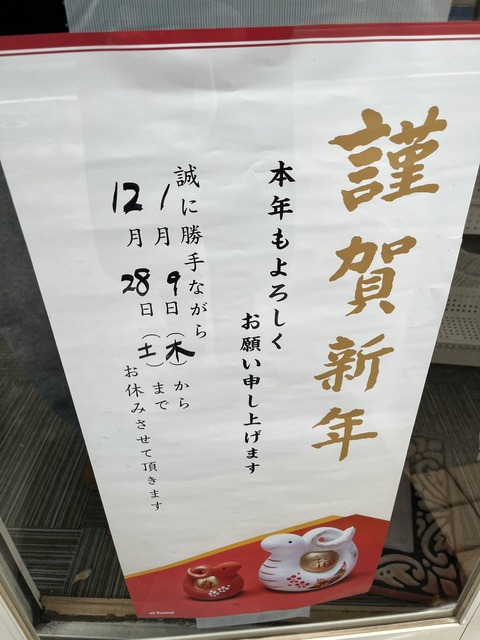 謹賀新年
本年もよろしく
お願い申し上げます
誠に勝手ながら
1月9日（木）から
12月28日（土）まで
お休みさせて頂きます
at home